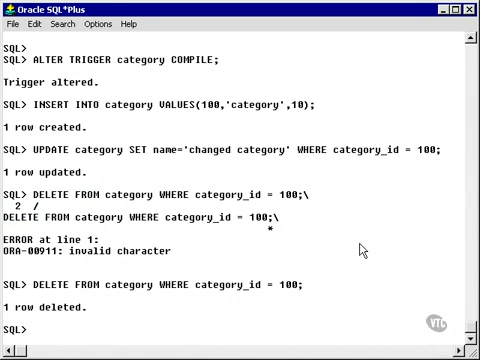 Oracle SQL*Plus
File Edit Search Options Help
SQL>
SQL> ALTER TRIGGER category COMPILE;
Trigger altered.
SQL> INSERT INTO category VALUES(100,'category',10);
1 row created.
SQL> UPDATE category SET name='changed category' WHERE category_id = 100;
1 row updated.
SQL> DELETE FROM category WHERE category_id = 100;\
2 /
DELETE FROM category WHERE category_id = 100;\
*
ERROR at line 1:
ORA-00911: invalid character
SQL> DELETE FROM category WHERE category_id = 100;
1 row deleted.
SQL>
VTC